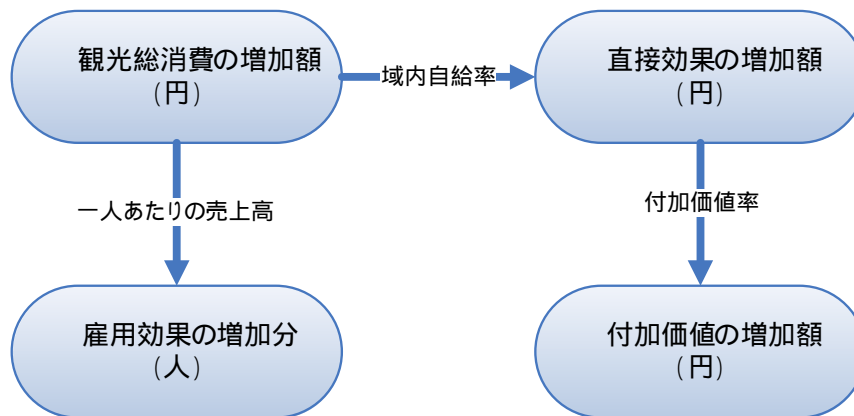 観光総消費の増加額
(円)
域内自給率
直接効果の増加額
(円)
一人あたりの売上高
付加価値率
雇用効果の増加分
(人)
付加価値の増加額
(円)